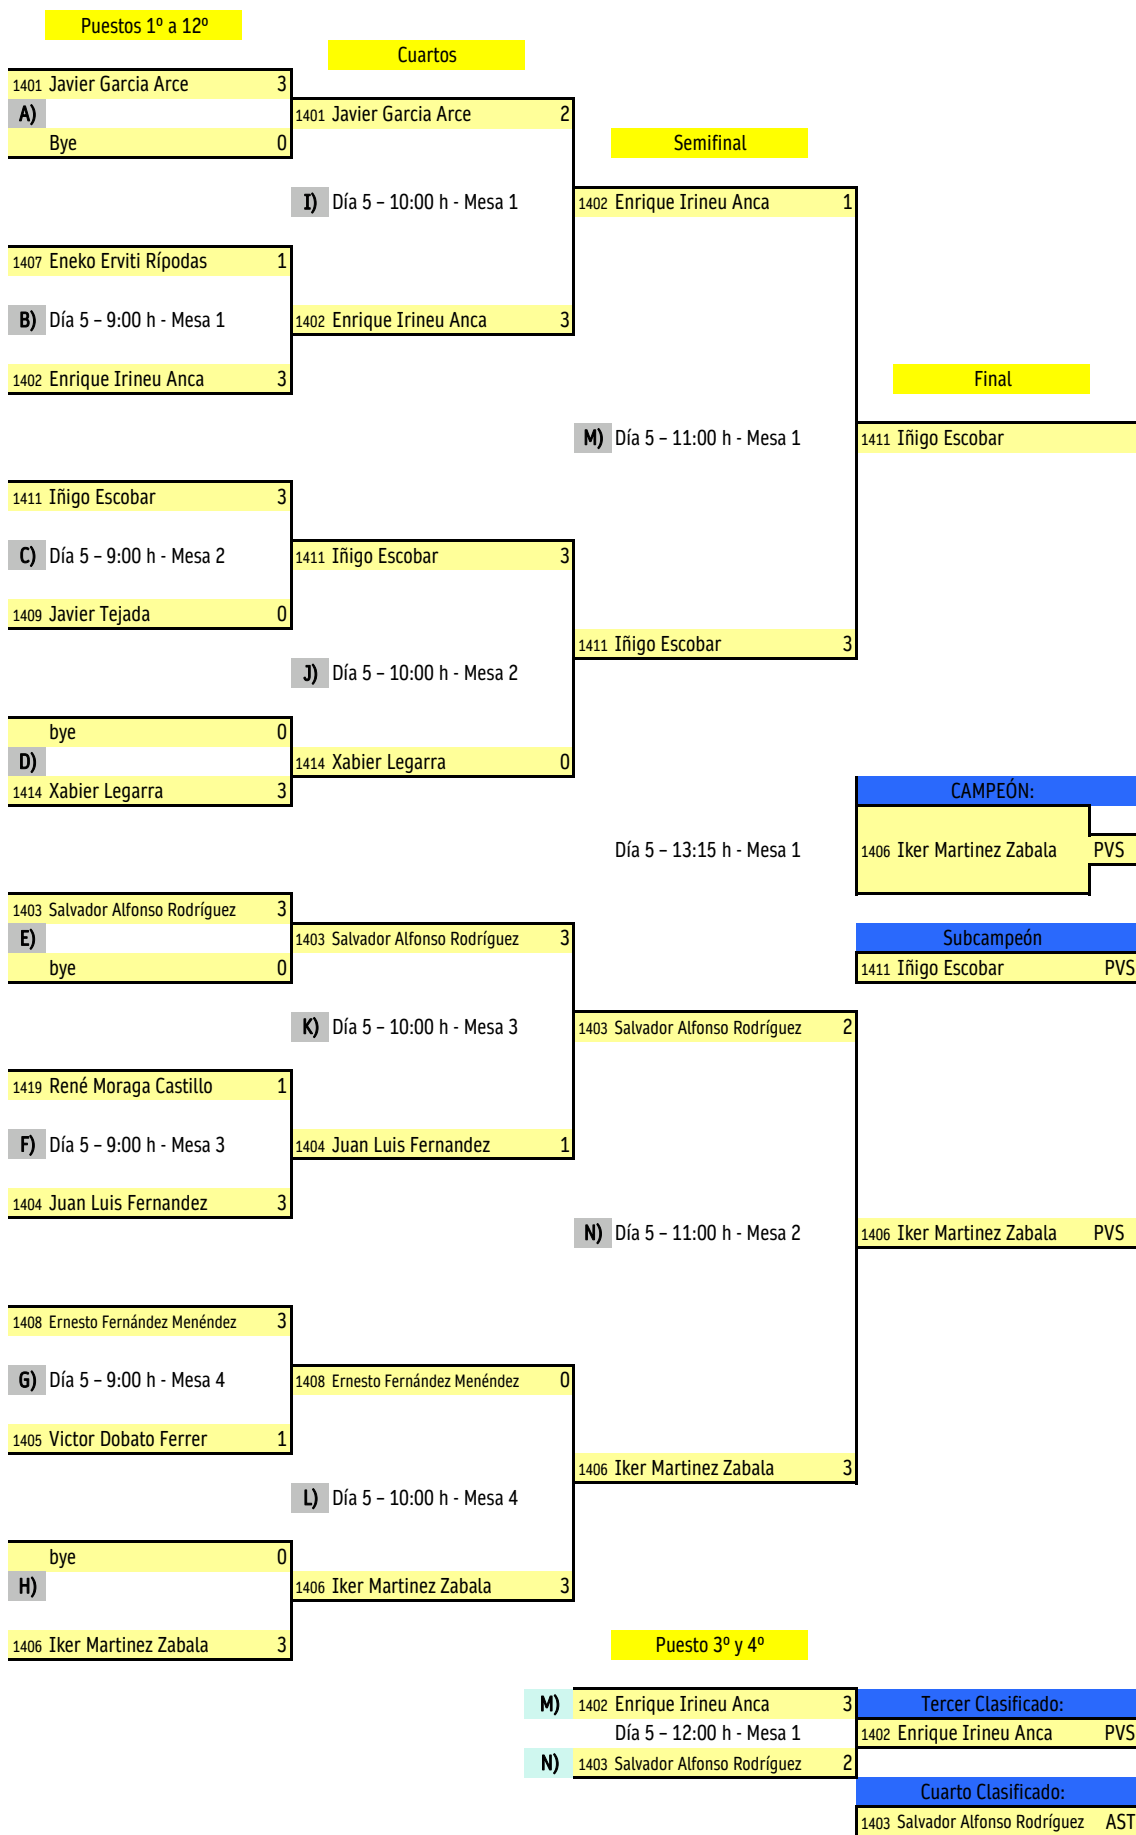 Puestos 1º a 12º
Cuartos
1401 Javier Garcia Arce 3
A)
1401 Javier Garcia Arce 2
Bye 0
Semifinal
I) Día 5 – 10:00 h - Mesa 1
1402 Enrique Irineu Anca 1
1407 Eneko Erviti Rípodas 1
B) Día 5 – 9:00 h - Mesa 1
1402 Enrique Irineu Anca 3
1402 Enrique Irineu Anca 3
Final
M) Día 5 – 11:00 h - Mesa 1
1411 Iñigo Escobar
1411 Iñigo Escobar 3
C) Día 5 – 9:00 h - Mesa 2
1411 Iñigo Escobar 3
1409 Javier Tejada 0
1411 Iñigo Escobar 3
J) Día 5 – 10:00 h - Mesa 2
bye 0
D)
1414 Xabier Legarra 0
1414 Xabier Legarra 3
CAMPEÓN:
Día 5 – 13:15 h - Mesa 1
1406 Iker Martinez Zabala PVS
1403 Salvador Alfonso Rodríguez 3
E)
1403 Salvador Alfonso Rodríguez 3
Subcampeón
bye 0
1411 Iñigo Escobar PVS
K) Día 5 – 10:00 h - Mesa 3
1403 Salvador Alfonso Rodríguez 2
1419 René Moraga Castillo 1
F) Día 5 – 9:00 h - Mesa 3
1404 Juan Luis Fernandez 1
1404 Juan Luis Fernandez 3
N) Día 5 – 11:00 h - Mesa 2
1406 Iker Martinez Zabala PVS
1408 Ernesto Fernández Menéndez 3
G) Día 5 – 9:00 h - Mesa 4
1408 Ernesto Fernández Menéndez 0
1405 Victor Dobato Ferrer 1
1406 Iker Martinez Zabala 3
L) Día 5 – 10:00 h - Mesa 4
bye 0
H)
1406 Iker Martinez Zabala 3
1406 Iker Martinez Zabala 3
Puesto 3º y 4º
M) 1402 Enrique Irineu Anca 3
Tercer Clasificado:
Día 5 – 12:00 h - Mesa 1
1402 Enrique Irineu Anca PVS
N) 1403 Salvador Alfonso Rodríguez 2
Cuarto Clasificado:
1403 Salvador Alfonso Rodríguez AST